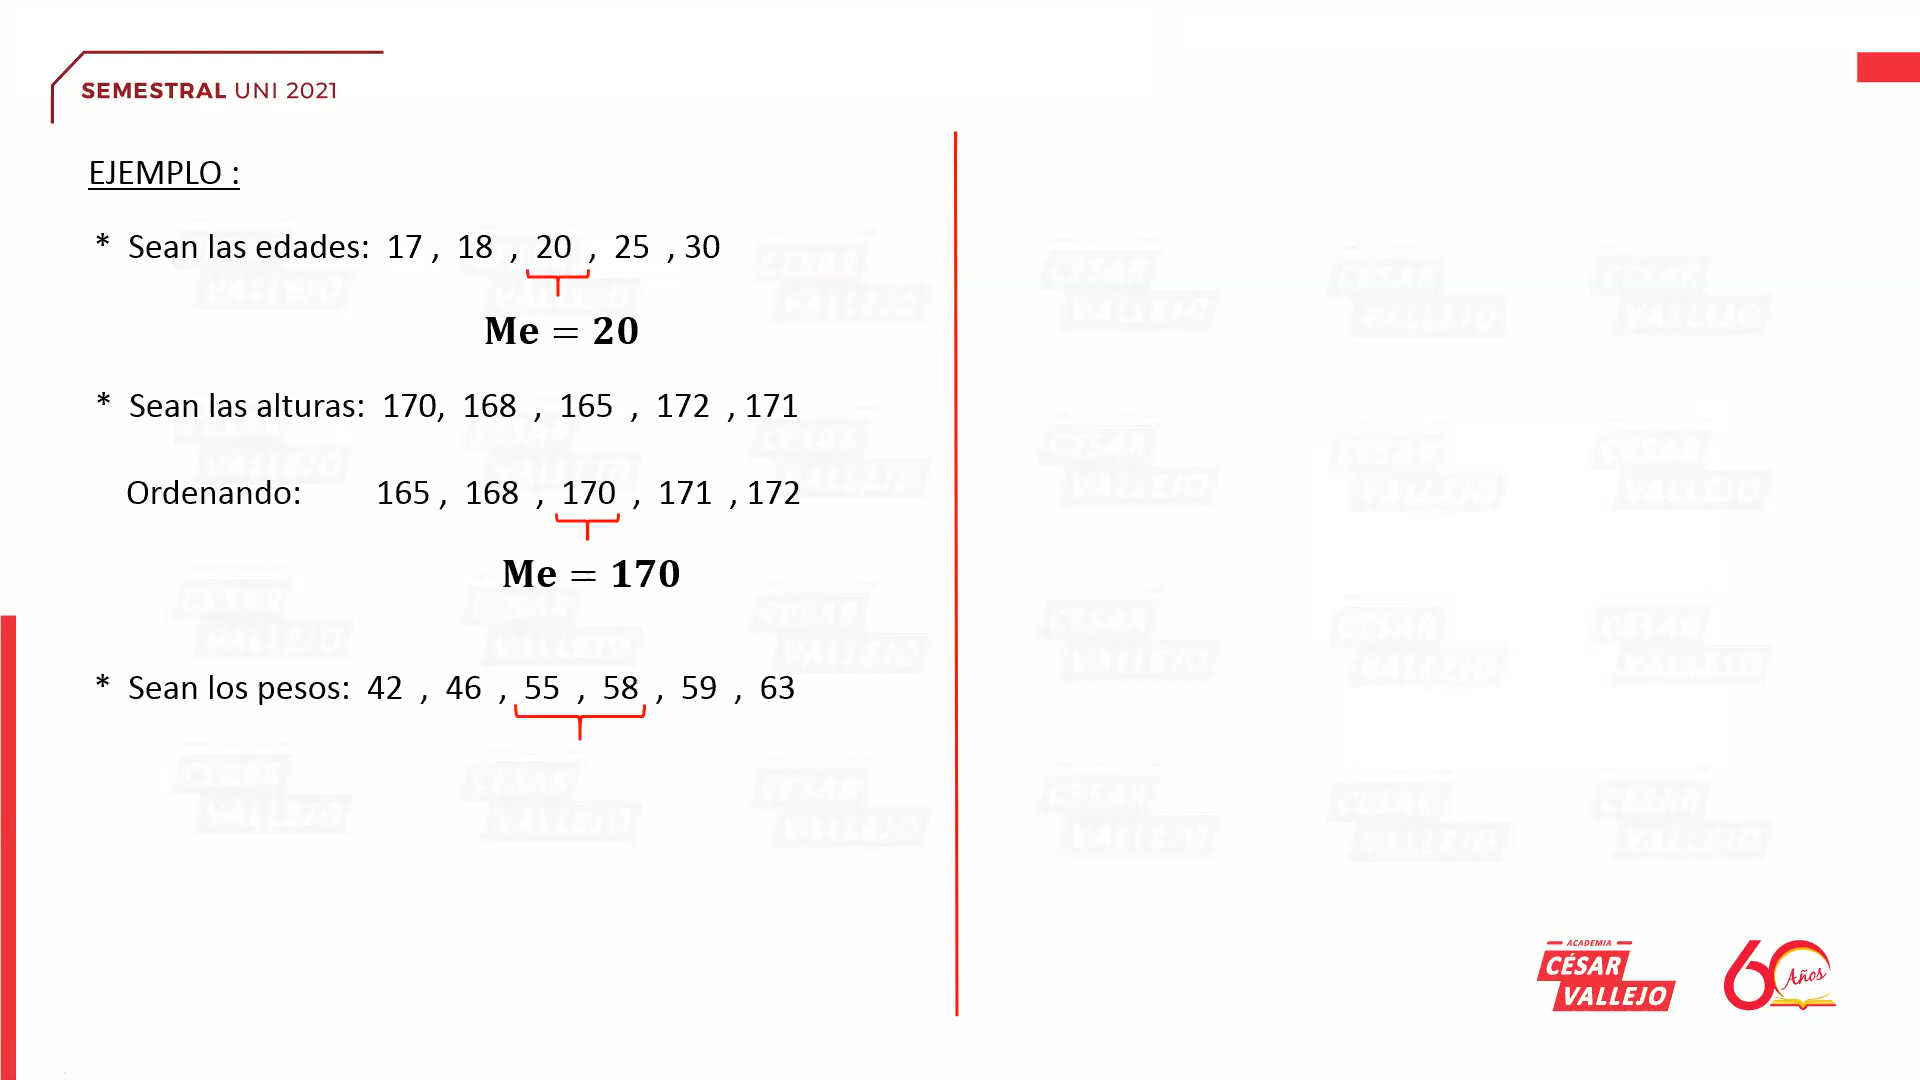 SEMESTRAL UNI 2021
EJEMPLO :
* Sean las edades: 17 , 18 , 20 , 25 , 30
Me = 20
* Sean las alturas: 170, 168 , 165 , 172 , 171
Ordenando: 165 , 168 , 170 , 171 , 172
Me = 170
* Sean los pesos: 42 , 46 , 55 , 58 , 59 , 63
ACADEMIA
CÉSAR
VALLEJO
60 Años